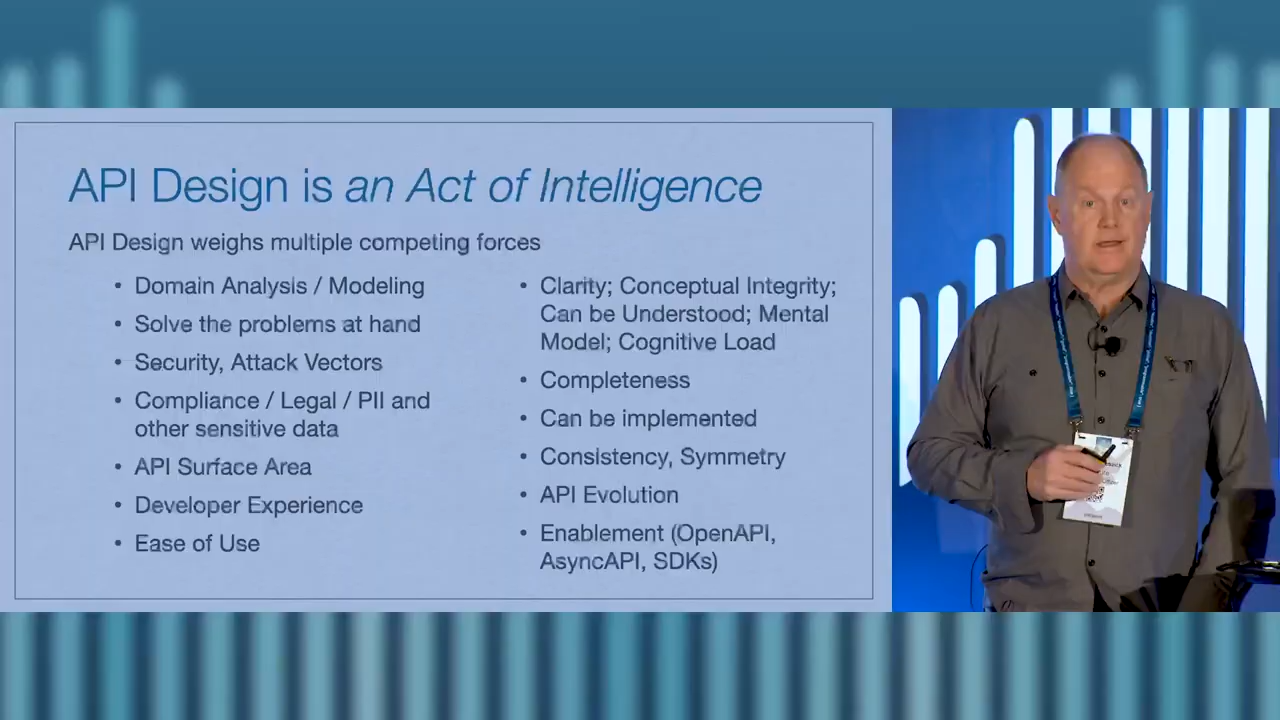 API Design is an Act of Intelligence
API Design weighs multiple competing forces
• Domain Analysis / Modeling
• Solve the problems at hand
• Security, Attack Vectors
• Compliance / Legal / PII and
other sensitive data
• API Surface Area
• Developer Experience
• Ease of Use
• Clarity; Conceptual Integrity;
Can be Understood; Mental
Model; Cognitive Load
• Completeness
• Can be implemented
• Consistency, Symmetry
• API Evolution
• Enablement (OpenAPI,
AsyncAPI, SDKs)